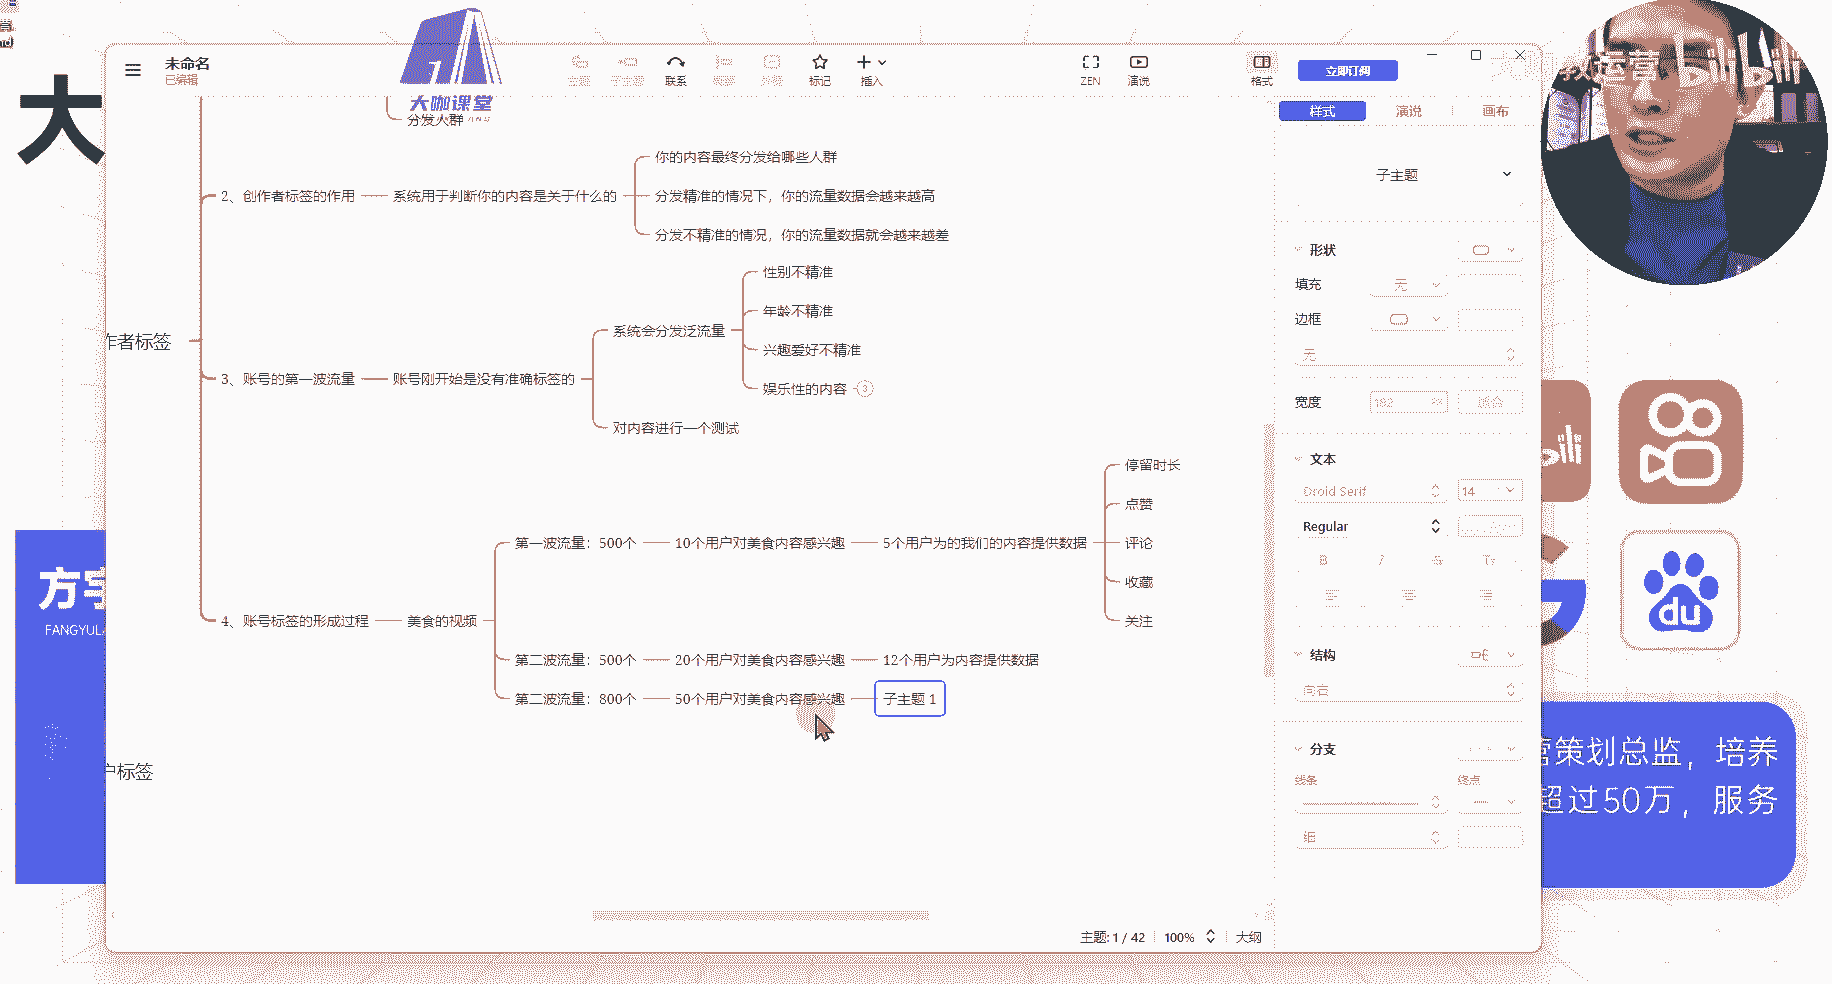 大
未命名
已编辑
大咖课堂
主题
子主题
联系
概要
外框
标记
插入
ZEN
演说
格式
立即订阅
运营
bilibili
样式
演说
画布
分发人群
你的内容最终分发给哪些人群
2、创作者标签的作用
系统用于判断你的内容是关于什么的
分发精准的情况下，你的流量数据会越来越高
分发不精准的情况，你的流量数据就会越来越差
性别不精准
年龄不精准
系统会分发泛流量
作者标签
兴趣爱好不精准
3、账号的第一波流量
账号刚开始是没有准确标签的
娱乐性的内容
3
对内容进行一个测试
停留时长
点赞
第一波流量：500个
10个用户对美食内容感兴趣
5个用户为的我们的内容提供数据
评论
收藏
4、账号标签的形成过程
美食的视频
关注
第二波流量：500个
20个用户对美食内容感兴趣
12个用户为内容提供数据
第二波流量：800个
50个用户对美食内容感兴趣
子主题 1
户标签
子主题
形状
填充
无
边框
无
宽度
192
文本
Droid Serif
14
Regular
结构
向右
分支
线条
终点
细
主题: 1 / 42
100%
大纲
方宇
FANGYUL
du
营策划总监，培养
超过50万，服务